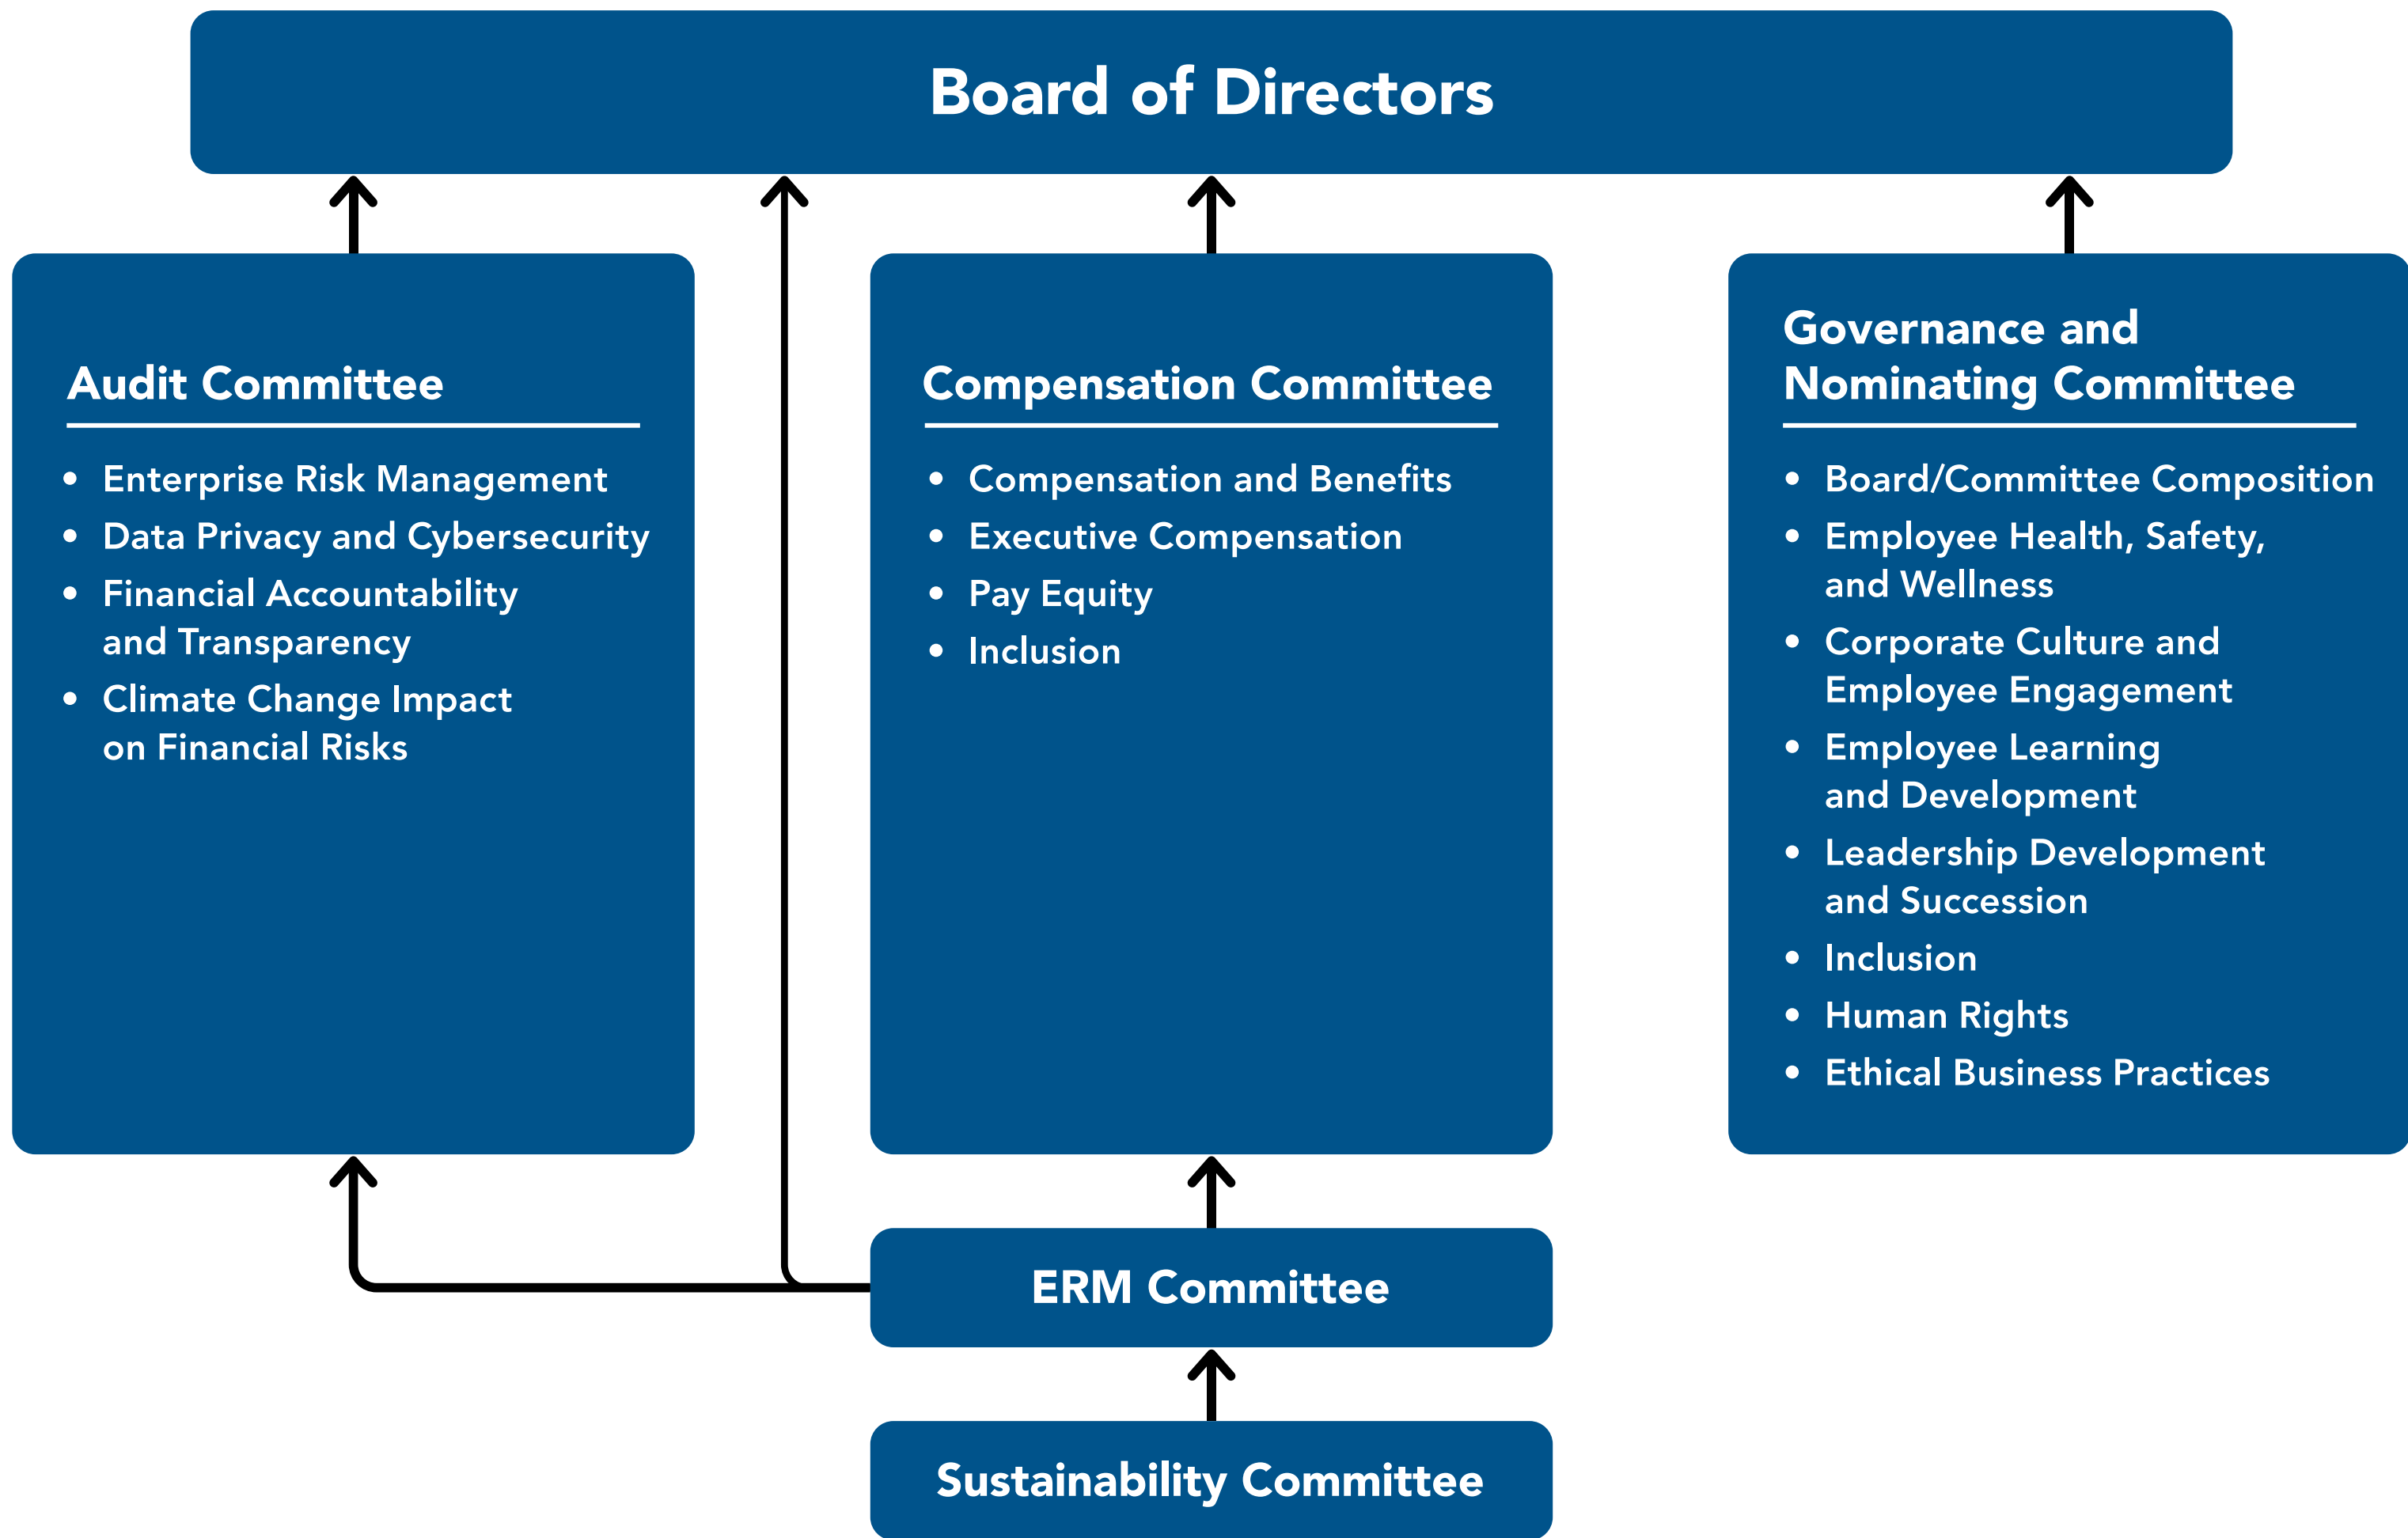 Board of Directors
Audit Committee
• Enterprise Risk Management
• Data Privacy and Cybersecurity
• Financial Accountability
and Transparency
• Climate Change Impact
on Financial Risks
Compensation Committee
• Compensation and Benefits
• Executive Compensation
• Pay Equity
• Inclusion
Governance and
Nominating Committee
• Board/Committee Composition
• Employee Health, Safety,
and Wellness
• Corporate Culture and
Employee Engagement
• Employee Learning
and Development
• Leadership Development
and Succession
• Inclusion
• Human Rights
• Ethical Business Practices
ERM Committee
Sustainability Committee